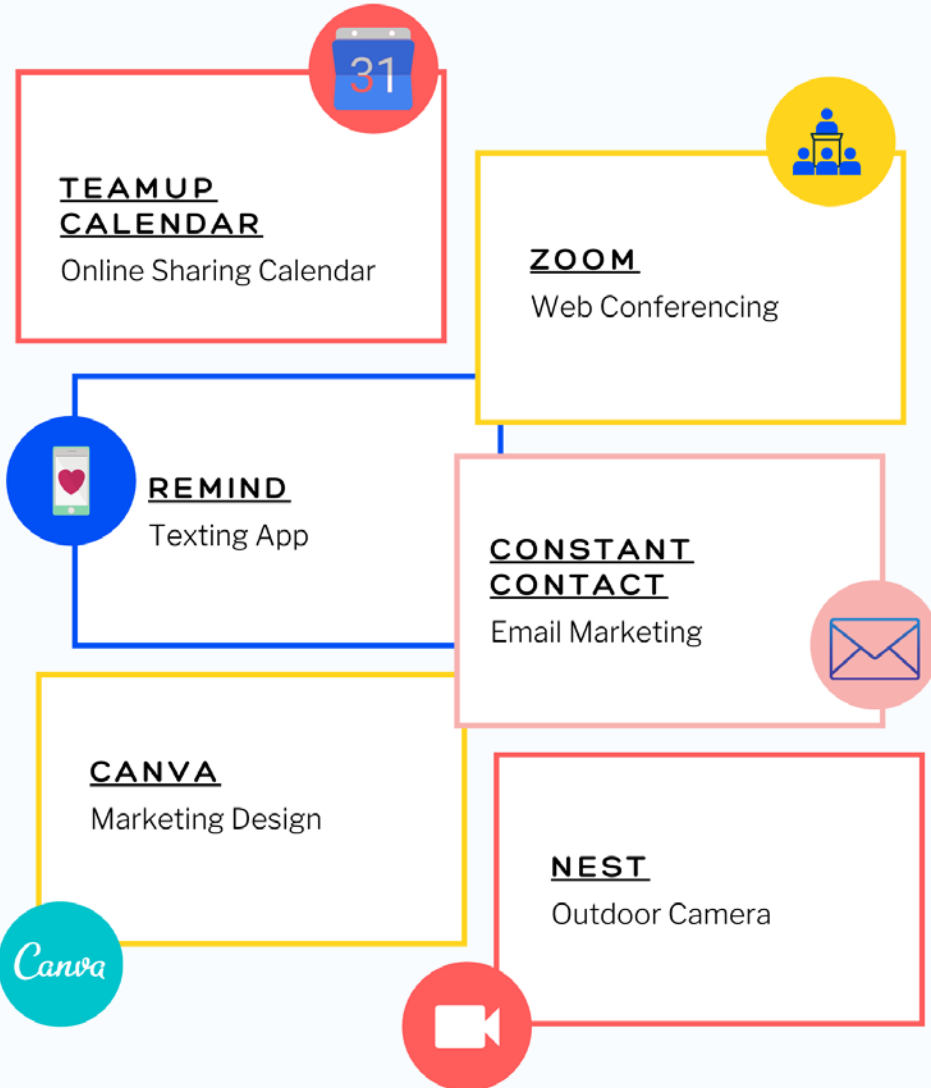 31
TEAMUP
CALENDAR
Online Sharing Calendar
ZOOM
Web Conferencing
REMIND
Texting App
CONSTANT
CONTACT
Email Marketing
CANVA
Marketing Design
Canva
NEST
Outdoor Camera